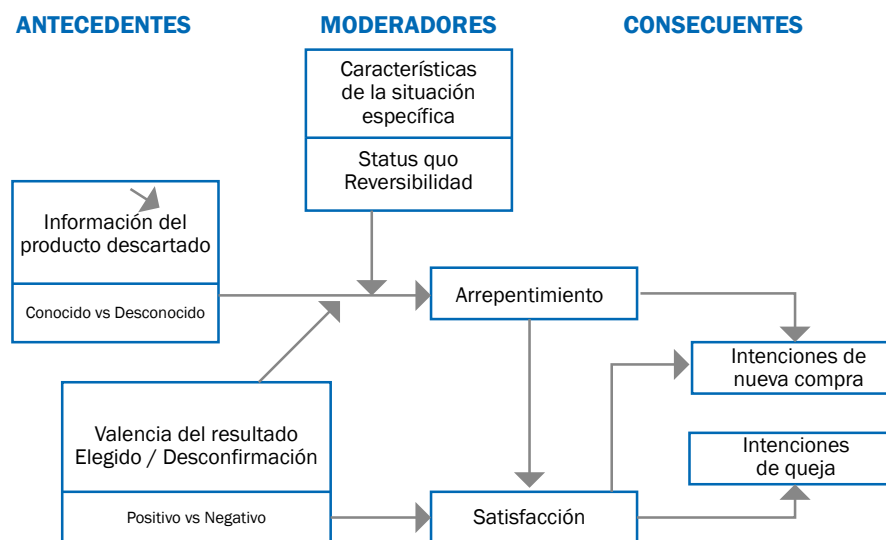 ANTECEDENTES
MODERADORES
CONSECUENTES
Características
de la situación
específica
Status quo
Reversibilidad
Información del
producto descartado
Conocido vs Desconocido
Arrepentimiento
Intenciones de
nueva compra
Valencia del resultado
Elegido / Desconfirmación
Positivo vs Negativo
Satisfacción
Intenciones
de queja